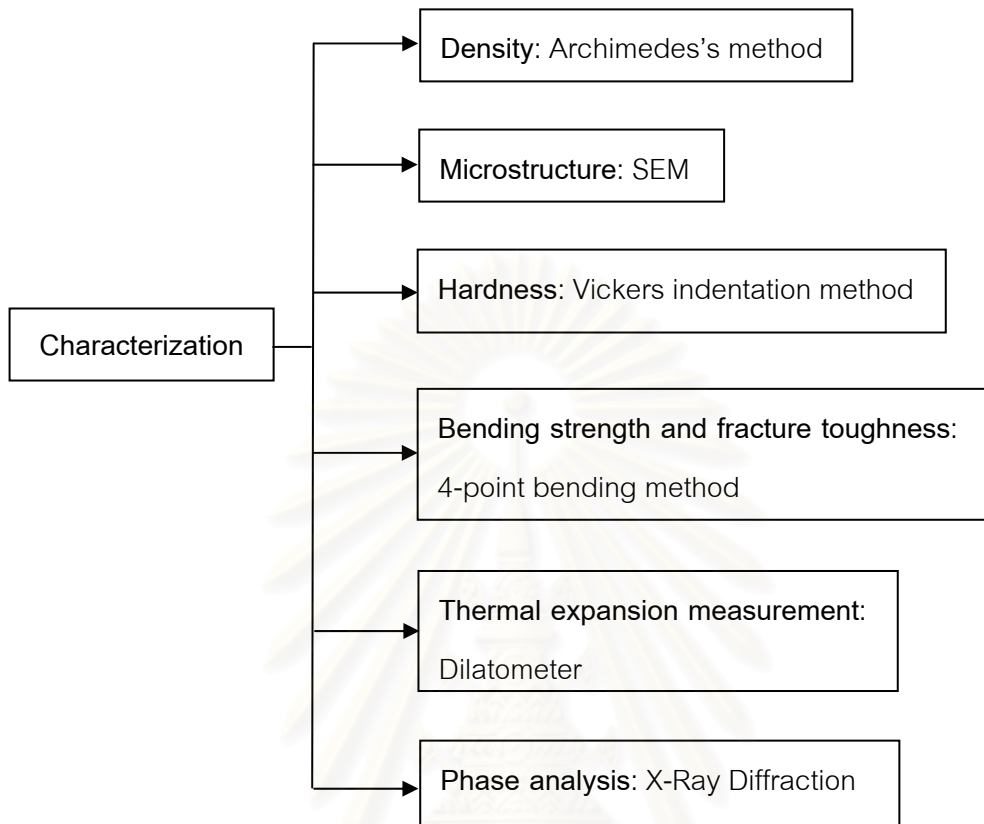 Density: Archimedes’s method
Microstructure: SEM
Hardness: Vickers indentation method
Characterization
Bending strength and fracture toughness:
4-point bending method
Thermal expansion measurement:
Dilatometer
Phase analysis: X-Ray Diffraction